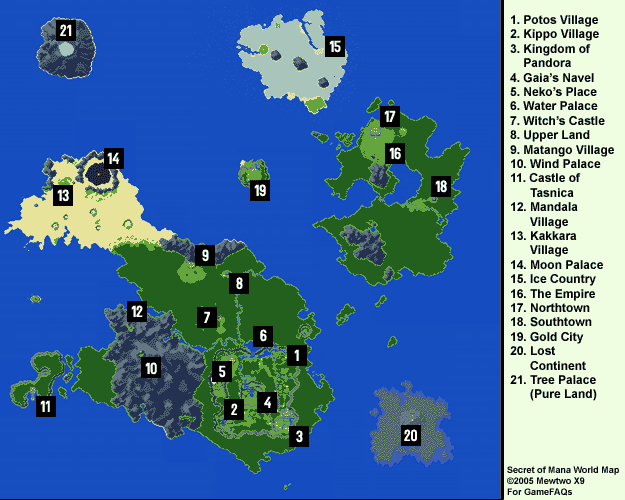 21
15
17
16
14
13
19
18
9
8
12
7
6
1
10
5
11
2
4
3
20
1. Potos Village
2. Kippo Village
3. Kingdom of
Pandora
4. Gaia's Navel
5. Neko's Place
6. Water Palace
7. Witch's Castle
8. Upper Land
9. Matango Village
10. Wind Palace
11. Castle of
Tasnica
12. Mandala
Village
13. Kakkara
Village
14. Moon Palace
15. Ice Country
16. The Empire
17. Northtown
18. Southtown
19. Gold City
20. Lost
Continent
21. Tree Palace
(Pure Land)
Secret of Mana World Map
©2005 Mewtwo X9
For GameFAQs